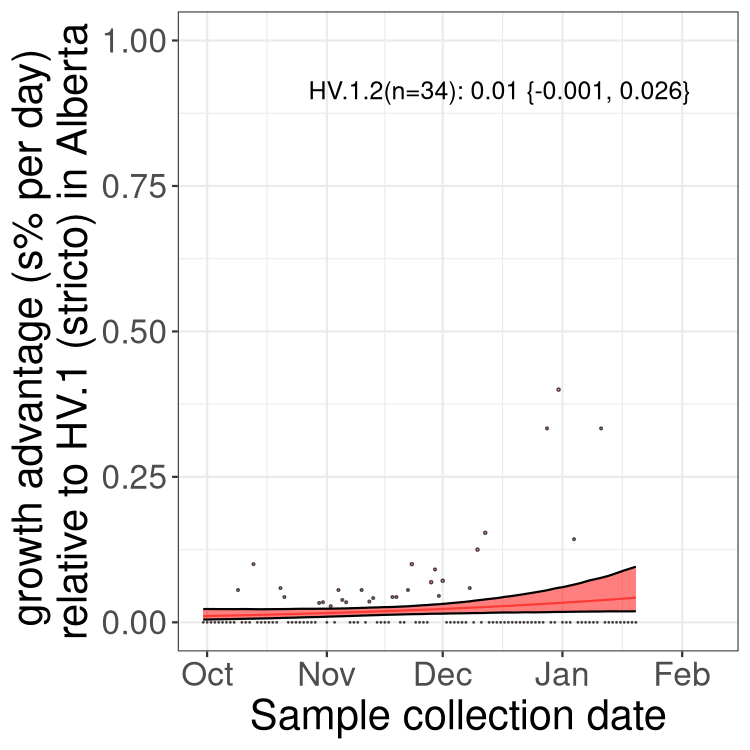 growth advantage (s% per day)
relative to HV.1 (stricto) in Alberta
1.00
0.75
0.50
0.25
0.00
HV.1.2(n=34): 0.01 {-0.001, 0.026}
Oct Nov Dec Jan Feb
Sample collection date